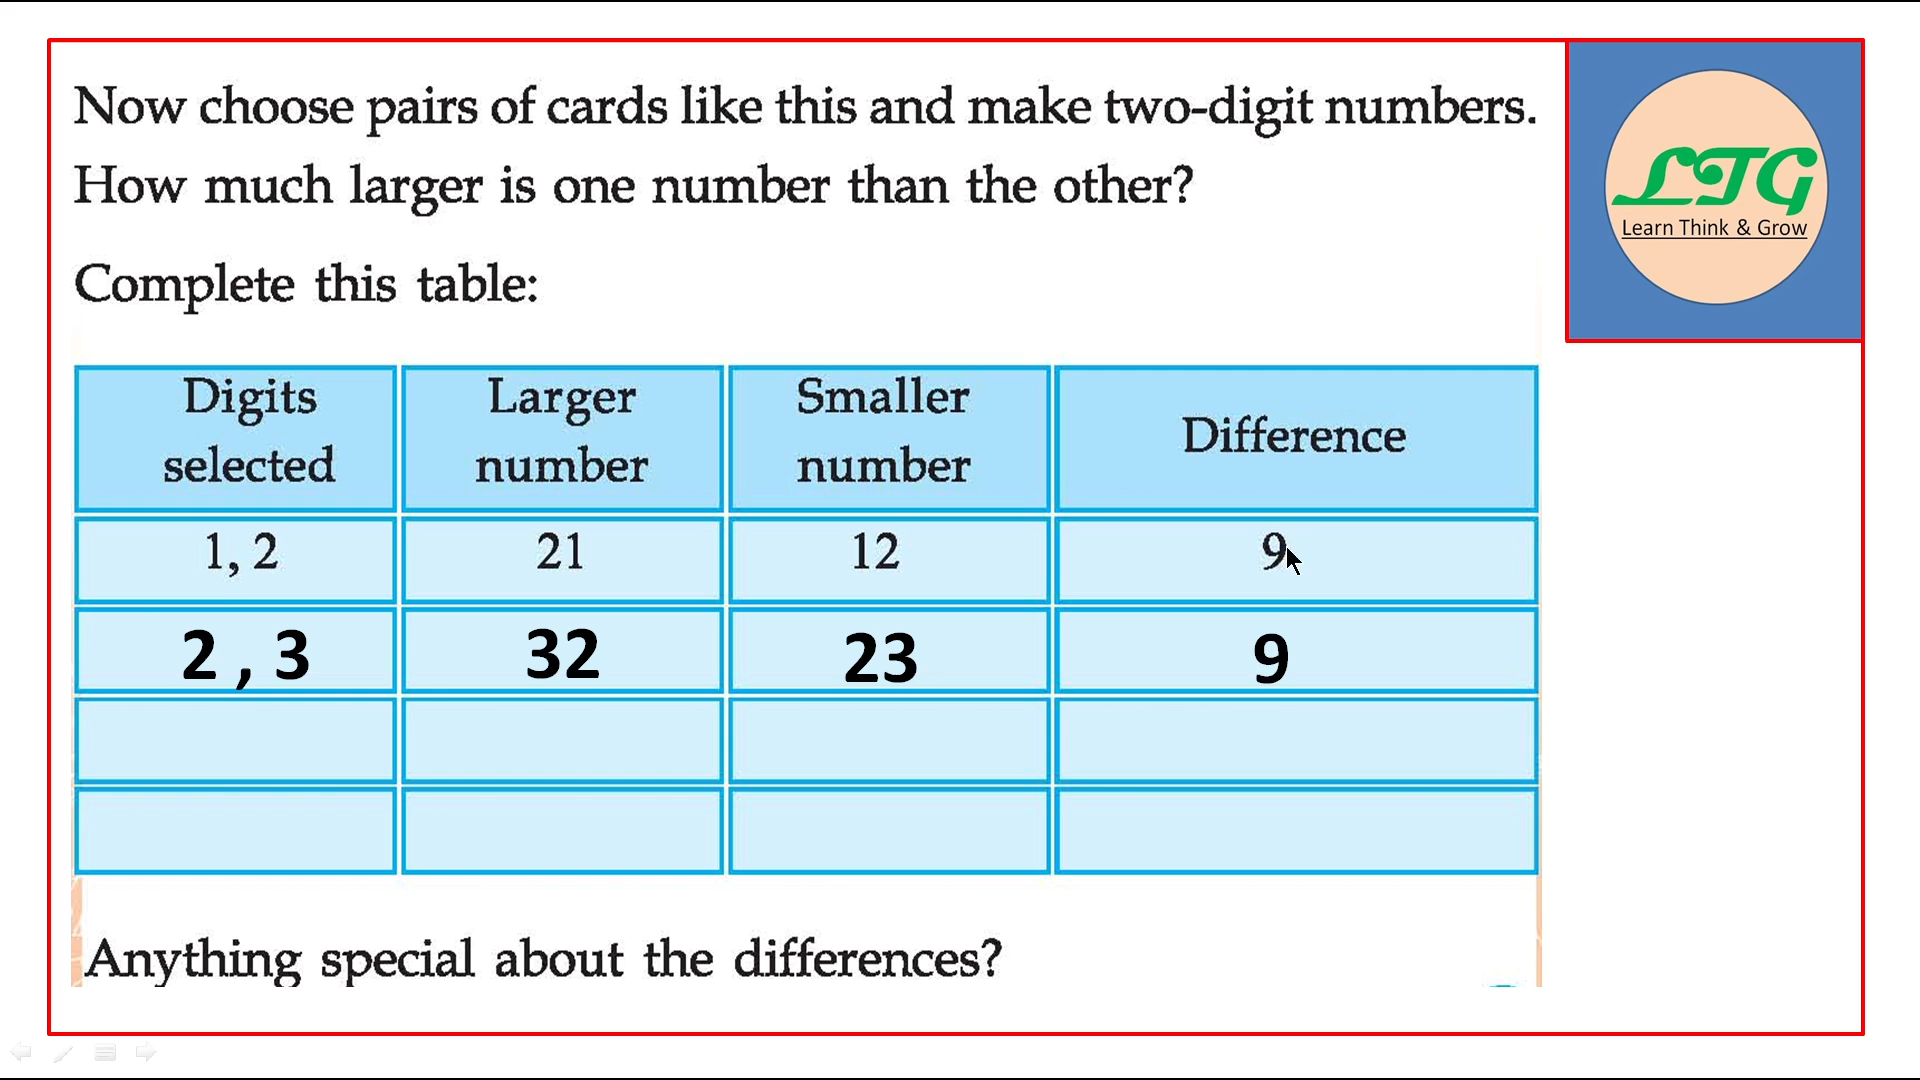 Now choose pairs of cards like this and make two-digit numbers.
How much larger is one number than the other?
Complete this table:
LTG
Learn Think & Grow
Digits selected Larger number Smaller number Difference
1, 2 21 12 9
2 , 3 32 23 9
Anything special about the differences?